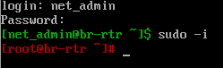 login: net_admin
Password:
[net_admin@br-rtr ~]$ sudo -i
[root@br-rtr ~]#